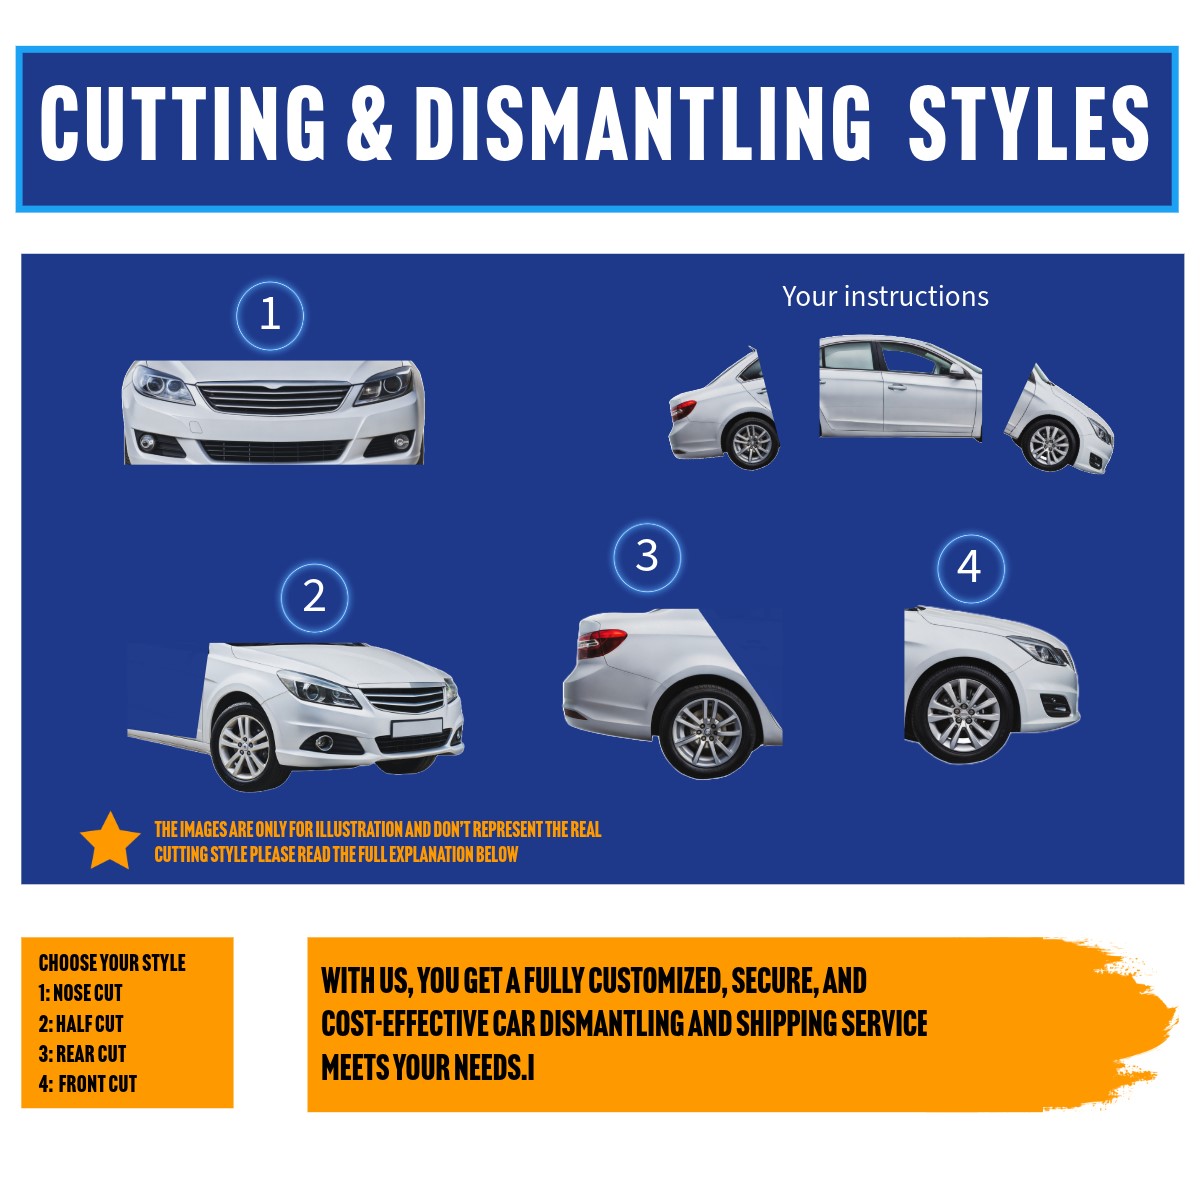 CUTTING & DISMANTLING STYLES
1
Your instructions
2
3
4
THE IMAGES ARE ONLY FOR ILLUSTRATION AND DON'T REPRESENT THE REAL
CUTTING STYLE PLEASE READ THE FULL EXPLANATION BELOW
CHOOSE YOUR STYLE
1: NOSE CUT
2: HALF CUT
3: REAR CUT
4: FRONT CUT
WITH US, YOU GET A FULLY CUSTOMIZED, SECURE, AND
COST-EFFECTIVE CAR DISMANTLING AND SHIPPING SERVICE
MEETS YOUR NEEDS.I